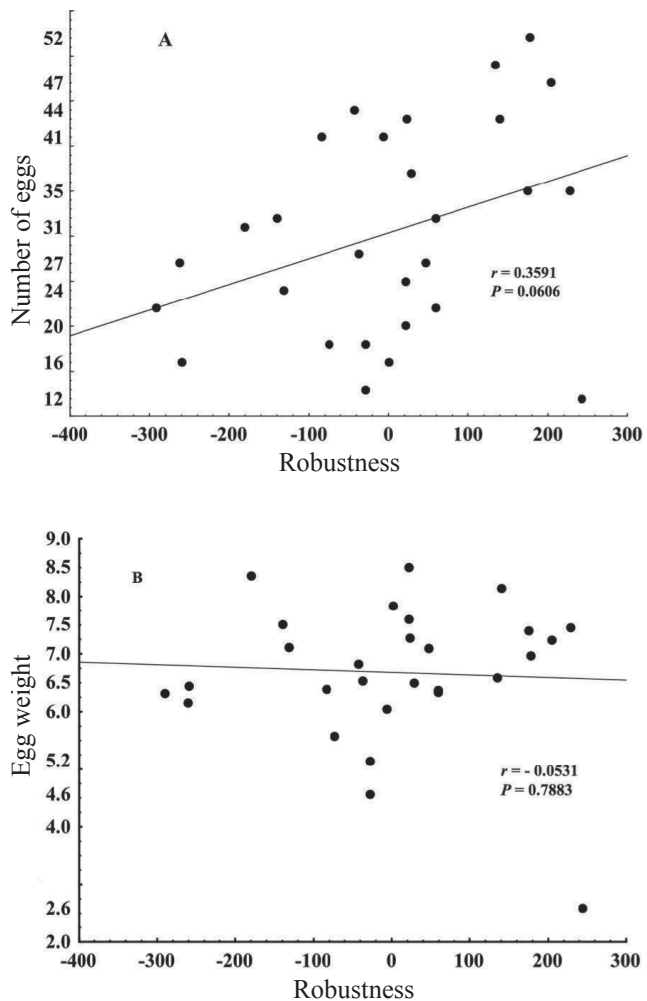 A
52
47
44
41
35
31
27
24
20
16
12
Number of eggs
r = 0.3591
P = 0.0606
-400 -300 -200 -100 0 100 200 300
Robustness
B
9.0
8.5
7.5
7.0
6.5
6.0
5.2
4.6
4.0
2.6
2.0
Egg weight
r = - 0.0531
P = 0.7883
-400 -300 -200 -100 0 100 200 300
Robustness